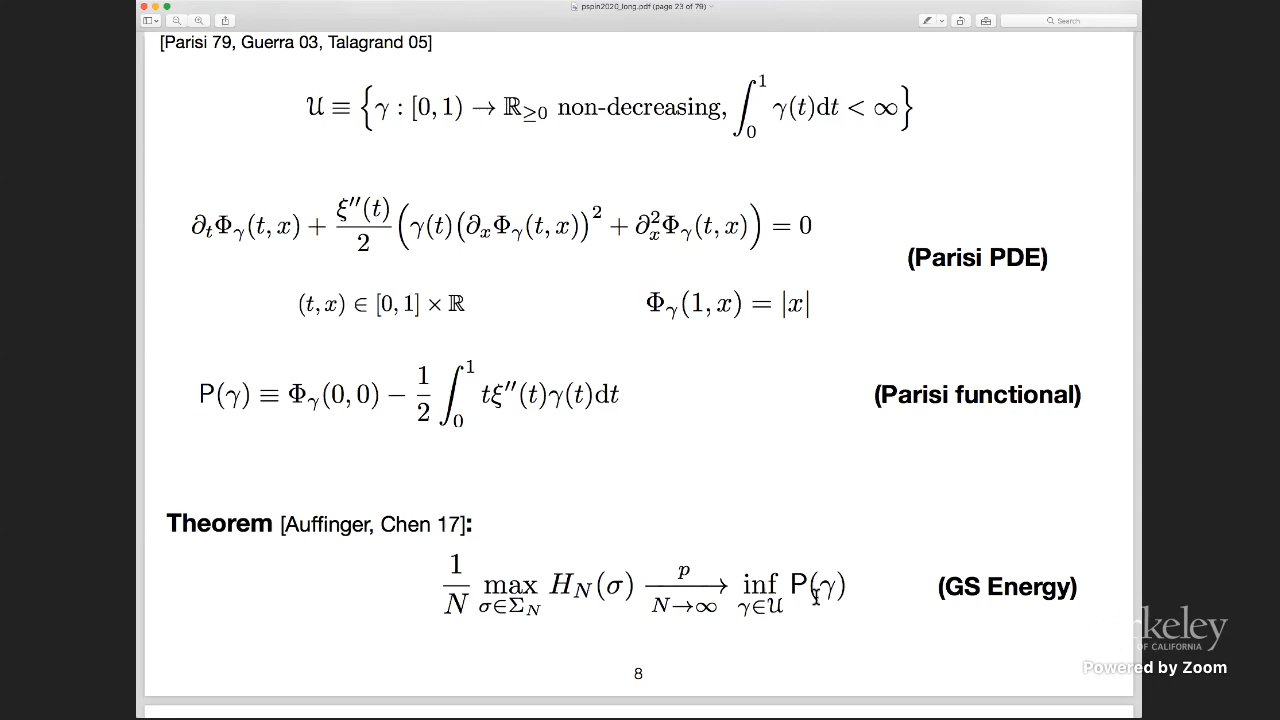 pspin2020_long.pdf (page 23 of 79)
Search
[Parisi 79, Guerra 03, Talagrand 05]
𝒰 ≡ { γ : [0, 1) → ℝ≥0 non-decreasing, ∫₀¹ γ(t)dt < ∞ }
∂ₜΦᵧ(t, x) + ξ′′(t)/2 ( γ(t)(∂ₓΦᵧ(t, x))² + ∂ₓ²Φᵧ(t, x) ) = 0
(Parisi PDE)
(t, x) ∈ [0, 1] × ℝ Φᵧ(1, x) = |x|
P(γ) ≡ Φᵧ(0, 0) − 1/2 ∫₀¹ tξ′′(t)γ(t)dt (Parisi functional)
Theorem [Auffinger, Chen 17]:
1/N max_{σ∈Σ_N} H_N(σ) —p→_{N→∞} inf_{γ∈𝒰} P(γ) (GS Energy)
keley
OF CALIFORNIA
Powered by Zoom
8